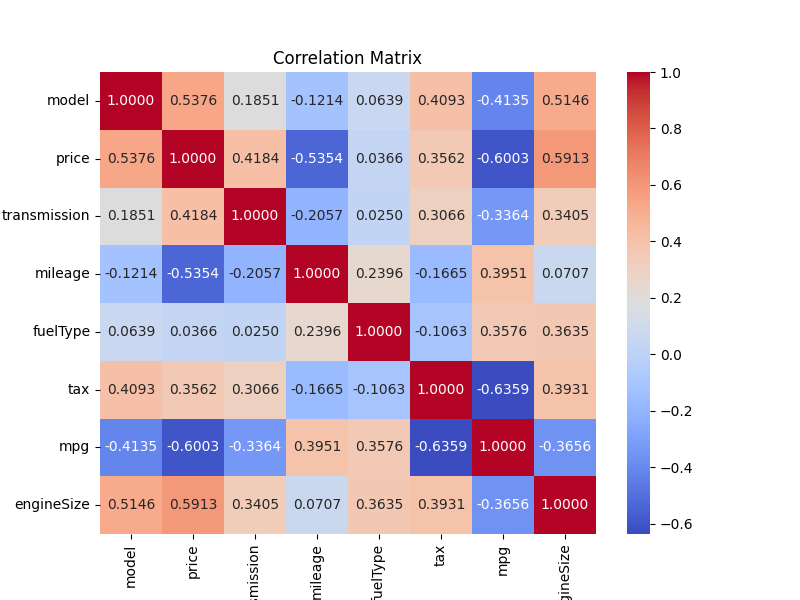 Correlation Matrix
model 1.0000 0.5376 0.1851 -0.1214 0.0639 0.4093 -0.4135 0.5146
price 0.5376 1.0000 0.4184 -0.5354 0.0366 0.3562 -0.6003 0.5913
transmission 0.1851 0.4184 1.0000 -0.2057 0.0250 0.3066 -0.3364 0.3405
mileage -0.1214 -0.5354 -0.2057 1.0000 0.2396 -0.1665 0.3951 0.0707
fuelType 0.0639 0.0366 0.0250 0.2396 1.0000 -0.1063 0.3576 0.3635
tax 0.4093 0.3562 0.3066 -0.1665 -0.1063 1.0000 -0.6359 0.3931
mpg -0.4135 -0.6003 -0.3364 0.3951 0.3576 -0.6359 1.0000 -0.3656
engineSize 0.5146 0.5913 0.3405 0.0707 0.3635 0.3931 -0.3656 1.0000
model price smission mileage uelType tax mpg gineSize
1.0
0.8
0.6
0.4
0.2
0.0
−0.2
−0.4
−0.6